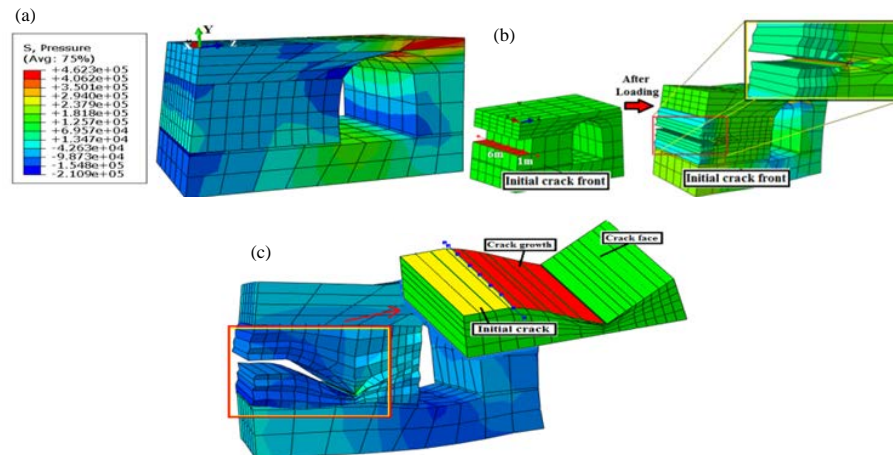 (a)
S, Pressure
(Avg: 75%)
+4.623e+05
+4.062e+05
+3.501e+05
+2.940e+05
+2.379e+05
+1.818e+05
+1.257e+05
+6.957e+04
+1.347e+04
-4.263e+04
-9.873e+04
-1.548e+05
-2.109e+05
Y
X
Z
(b)
6m
1m
Initial crack front
After
Loading
Initial crack front
(c)
Crack growth
Crack face
Initial crack